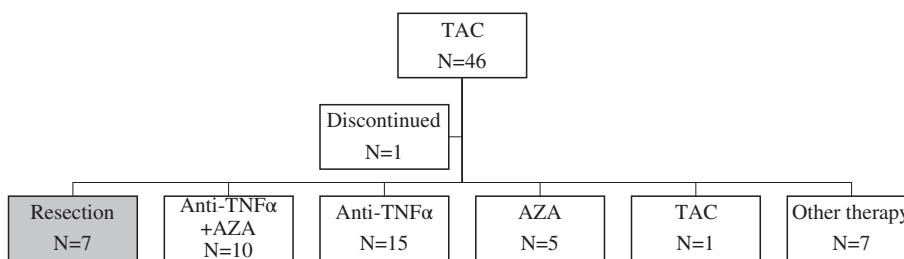 TAC
N=46
Discontinued
N=1
Resection
N=7
Anti-TNFα
+AZA
N=10
Anti-TNFα
N=15
AZA
N=5
TAC
N=1
Other therapy
N=7